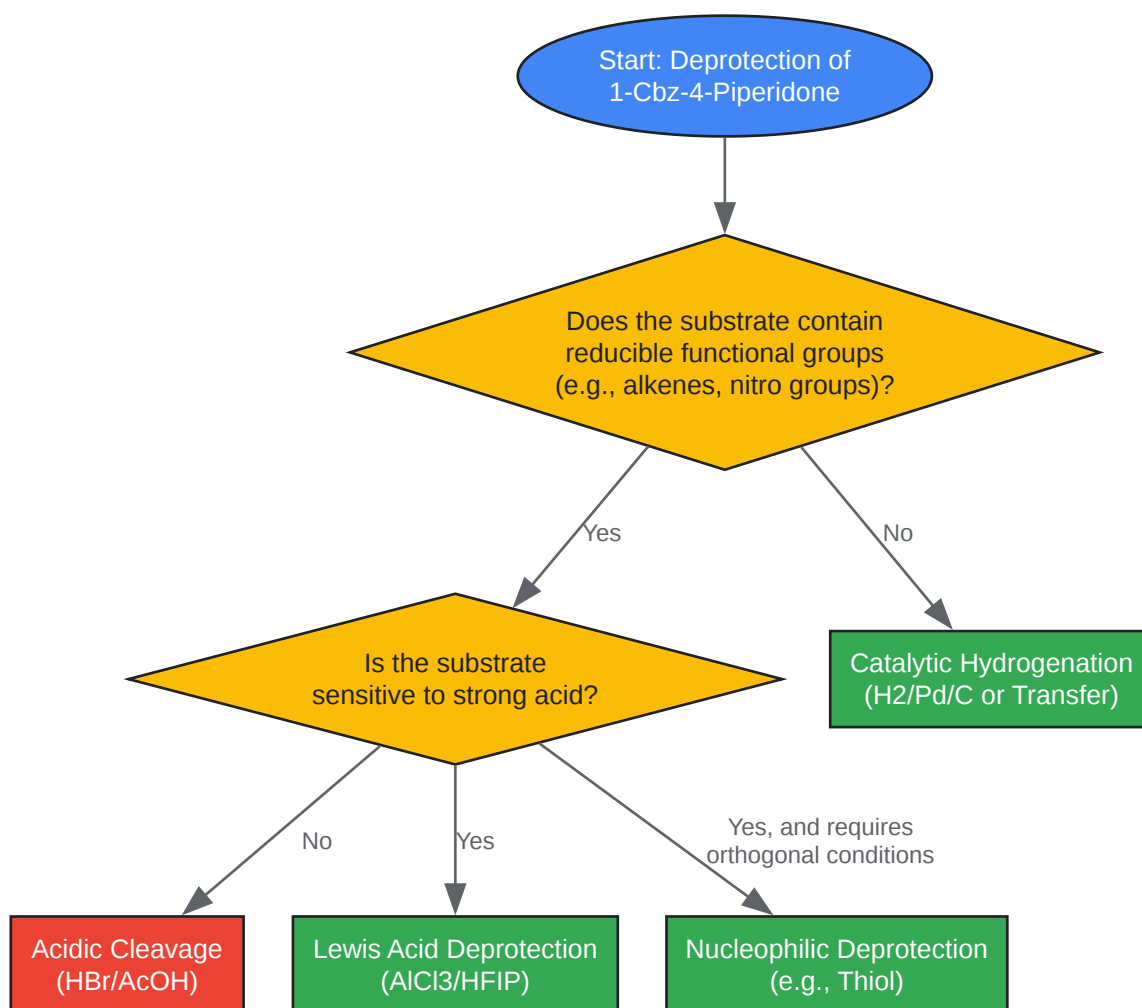 Start: Deprotection of
1-Cbz-4-Piperidone
Does the substrate contain
reducible functional groups
(e.g., alkenes, nitro groups)?
Yes
No
Is the substrate
sensitive to strong acid?
Catalytic Hydrogenation
(H2/Pd/C or Transfer)
No
Yes
Yes, and requires
orthogonal conditions
Acidic Cleavage
(HBr/AcOH)
Lewis Acid Deprotection
(AlCl3/HFIP)
Nucleophilic Deprotection
(e.g., Thiol)